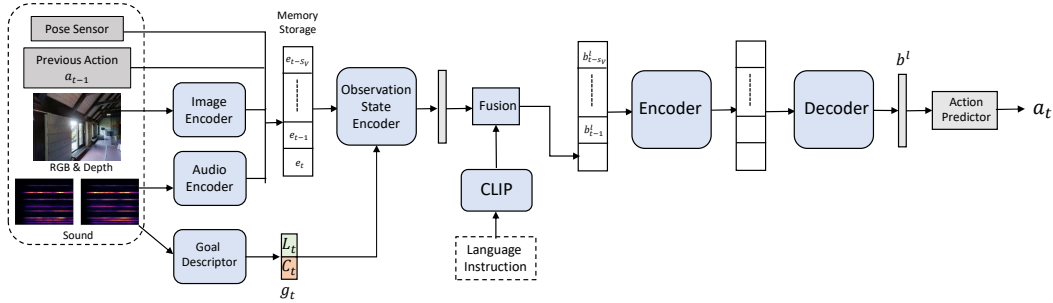 Pose Sensor
Previous Action
a_{t-1}
RGB & Depth
Sound
Image
Encoder
Audio
Encoder
Goal
Descriptor
L_t
C_t
g_t
Memory
Storage
e_{t-s_V}
e_{t-1}
e_t
Observation
State
Encoder
Fusion
CLIP
Language
Instruction
b^l_{t-s_V}
b^l_{t-1}
Encoder
Decoder
b^l
Action
Predictor
a_t